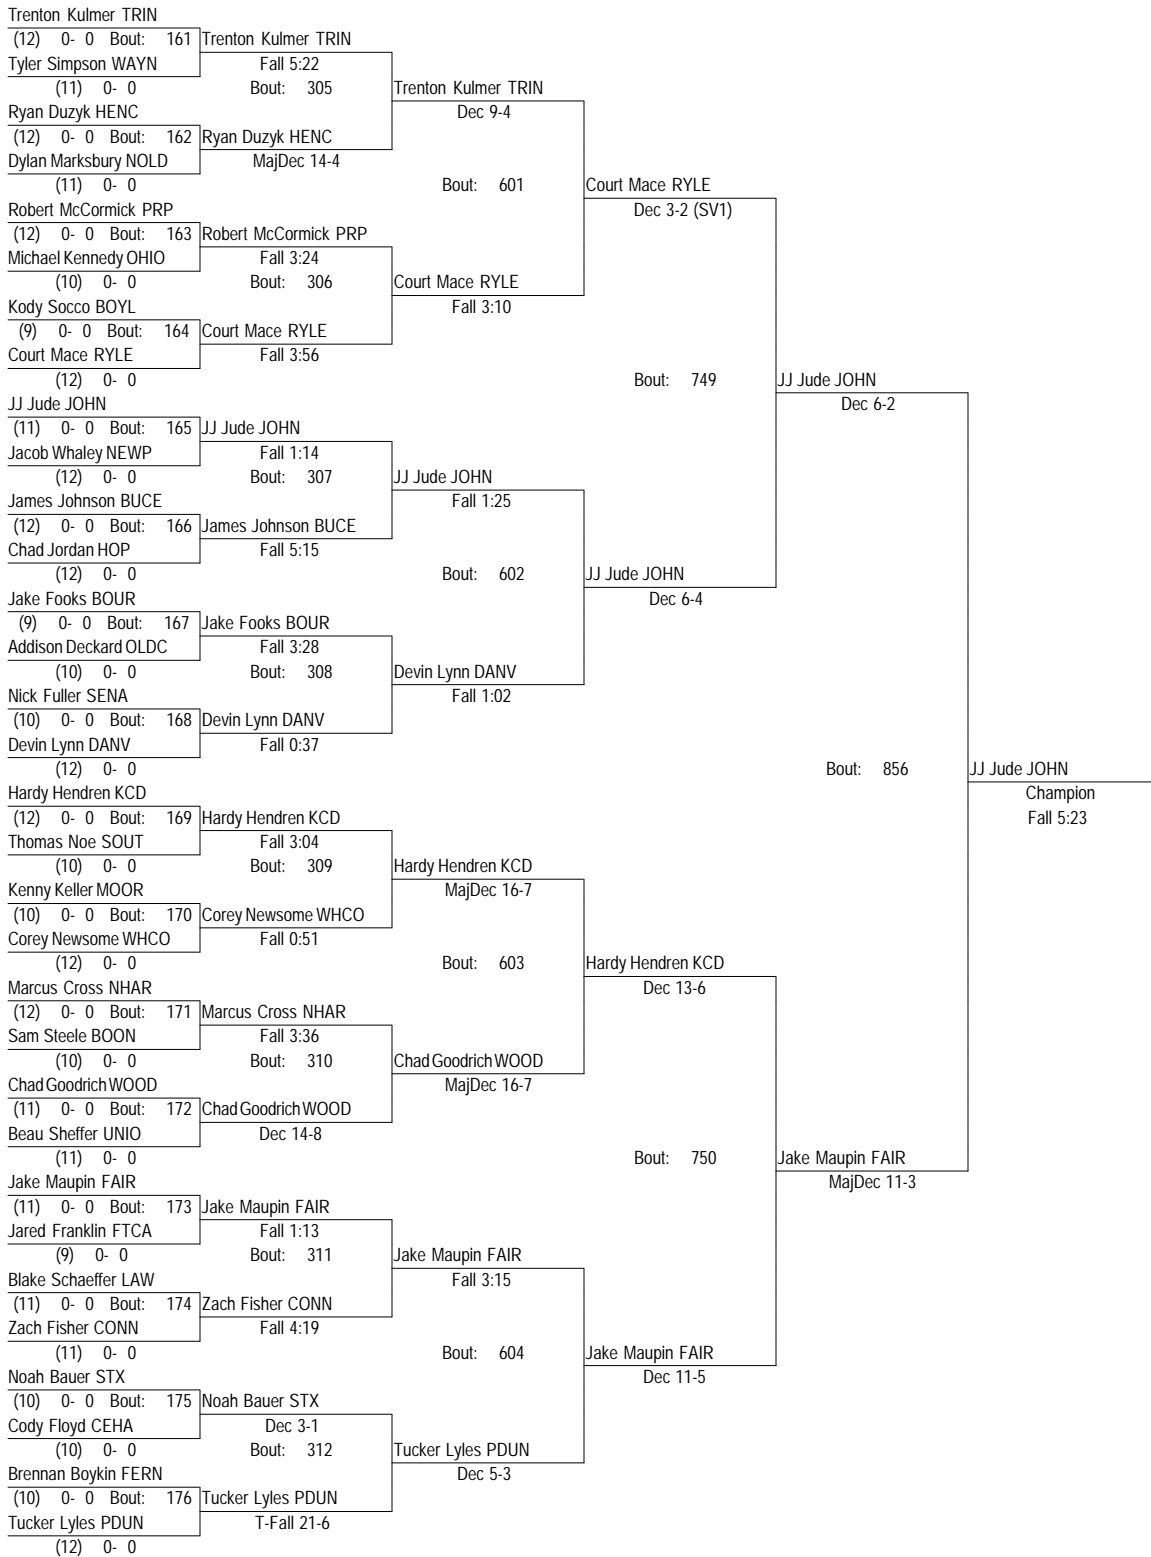 Trenton Kulmer TRIN
(12) 0- 0 Bout: 161 Trenton Kulmer TRIN
Tyler Simpson WAYN Fall 5:22
(11) 0- 0 Bout: 305 Trenton Kulmer TRIN
Ryan Duzyk HENC Dec 9-4
(12) 0- 0 Bout: 162 Ryan Duzyk HENC
Dylan Marksbury NOLD MajDec 14-4
(11) 0- 0 Bout: 601 Court Mace RYLE
Robert McCormick PRP Dec 3-2 (SV1)
(12) 0- 0 Bout: 163 Robert McCormick PRP
Michael Kennedy OHIO Fall 3:24
(10) 0- 0 Bout: 306 Court Mace RYLE
Kody Socco BOYL Fall 3:10
(9) 0- 0 Bout: 164 Court Mace RYLE
Court Mace RYLE Fall 3:56
(12) 0- 0 Bout: 749 JJ Jude JOHN
JJ Jude JOHN Dec 6-2
(11) 0- 0 Bout: 165 JJ Jude JOHN
Jacob Whaley NEWP Fall 1:14
(12) 0- 0 Bout: 307 JJ Jude JOHN
James Johnson BUCE Fall 1:25
(12) 0- 0 Bout: 166 James Johnson BUCE
Chad Jordan HOP Fall 5:15
(12) 0- 0 Bout: 602 JJ Jude JOHN
Jake Fooks BOUR Dec 6-4
(9) 0- 0 Bout: 167 Jake Fooks BOUR
Addison Deckard OLDC Fall 3:28
(10) 0- 0 Bout: 308 Devin Lynn DANV
Nick Fuller SENA Fall 1:02
(10) 0- 0 Bout: 168 Devin Lynn DANV
Devin Lynn DANV Fall 0:37
(12) 0- 0 Bout: 856 JJ Jude JOHN
Hardy Hendren KCD Champion
(12) 0- 0 Bout: 169 Hardy Hendren KCD Fall 5:23
Thomas Noe SOUT Fall 3:04
(10) 0- 0 Bout: 309 Hardy Hendren KCD
Kenny Keller MOOR MajDec 16-7
(10) 0- 0 Bout: 170 Corey Newsome WHCO
Corey Newsome WHCO Fall 0:51
(12) 0- 0 Bout: 603 Hardy Hendren KCD
Marcus Cross NHAR Dec 13-6
(12) 0- 0 Bout: 171 Marcus Cross NHAR
Sam Steele BOON Fall 3:36
(10) 0- 0 Bout: 310 Chad Goodrich WOOD
Chad Goodrich WOOD MajDec 16-7
(11) 0- 0 Bout: 172 Chad Goodrich WOOD
Beau Sheffer UNIO Dec 14-8
(11) 0- 0 Bout: 750 Jake Maupin FAIR
Jake Maupin FAIR MajDec 11-3
(11) 0- 0 Bout: 173 Jake Maupin FAIR
Jared Franklin FTCA Fall 1:13
(9) 0- 0 Bout: 311 Jake Maupin FAIR
Blake Schaeffer LAW Fall 3:15
(11) 0- 0 Bout: 174 Zach Fisher CONN
Zach Fisher CONN Fall 4:19
(11) 0- 0 Bout: 604 Jake Maupin FAIR
Noah Bauer STX Dec 11-5
(10) 0- 0 Bout: 175 Noah Bauer STX
Cody Floyd CEHA Dec 3-1
(10) 0- 0 Bout: 312 Tucker Lyles PDUN
Brennan Boykin FERN Dec 5-3
(10) 0- 0 Bout: 176 Tucker Lyles PDUN
Tucker Lyles PDUN T-Fall 21-6
(12) 0- 0